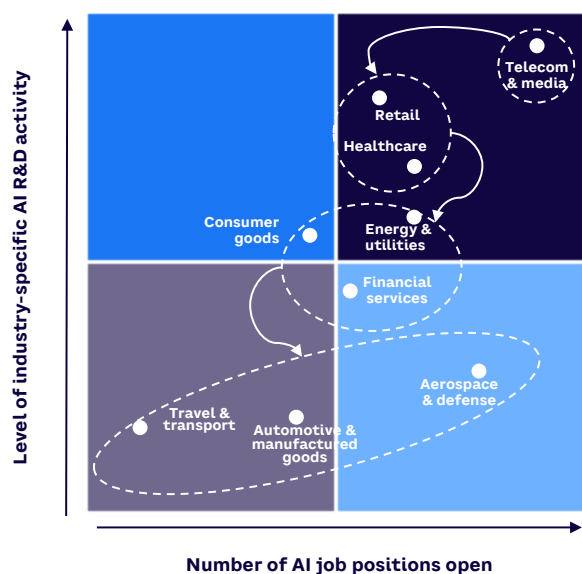 Level of industry-specific AI R&D activity
Telecom
& media
Retail
Healthcare
Consumer
goods
Energy &
utilities
Financial
services
Aerospace
& defense
Travel &
transport
Automotive &
manufactured
goods
Number of AI job positions open